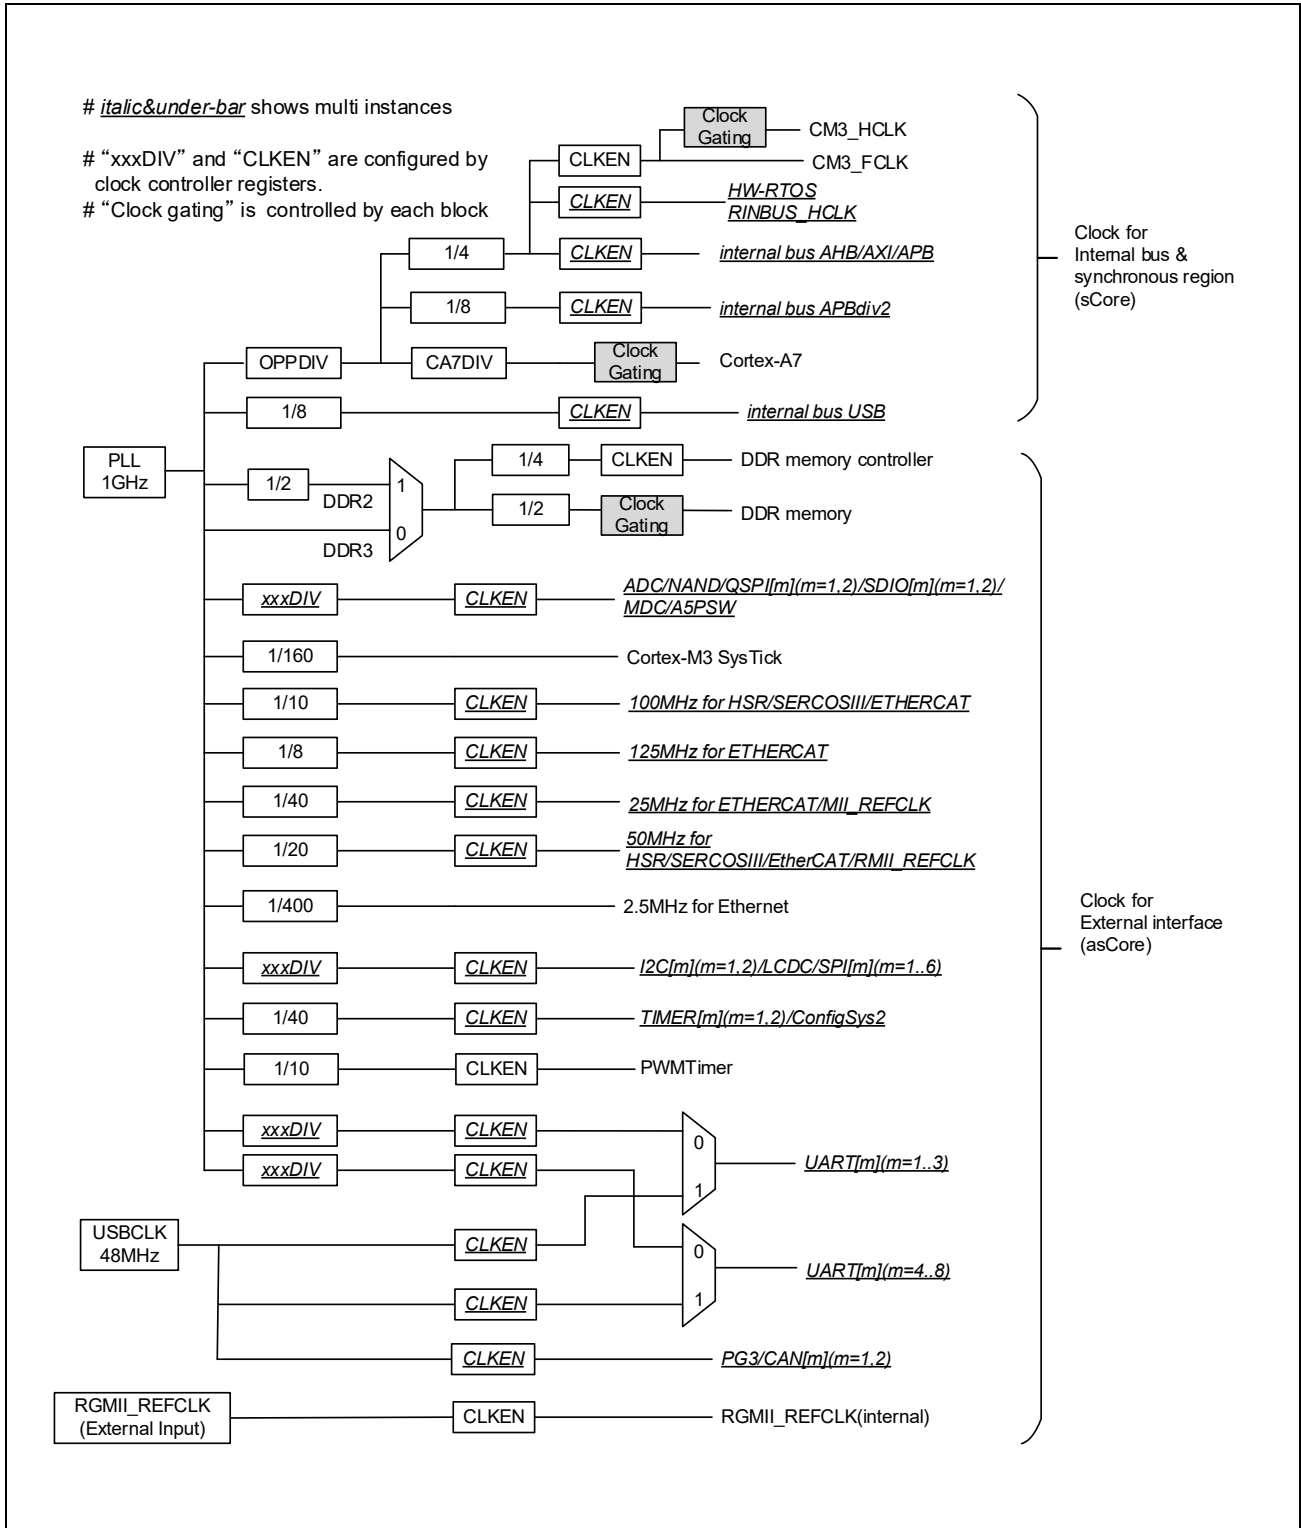 # italic&under-bar shows multi instances
# “xxxDIV” and “CLKEN” are configured by
clock controller registers.
# “Clock gating” is controlled by each block
Clock
Gating
CM3_HCLK
CLKEN
CM3_FCLK
CLKEN
HW-RTOS
RINBUS_HCLK
1/4
CLKEN
internal bus AHB/AXI/APB
1/8
CLKEN
internal bus APBdiv2
OPPDIV
CA7DIV
Clock
Gating
Cortex-A7
1/8
CLKEN
internal bus USB
Clock for
Internal bus &
synchronous region
(sCore)
PLL
1GHz
1/2
DDR2
DDR3
1
0
1/4
CLKEN
DDR memory controller
1/2
Clock
Gating
DDR memory
xxxDIV
CLKEN
ADC/NAND/QSPI[m](m=1,2)/SDIO[m](m=1,2)/
MDC/A5PSW
1/160
Cortex-M3 SysTick
1/10
CLKEN
100MHz for HSR/SERCOSIII/ETHERCAT
1/8
CLKEN
125MHz for ETHERCAT
1/40
CLKEN
25MHz for ETHERCAT/MII_REFCLK
1/20
CLKEN
50MHz for
HSR/SERCOSIII/EtherCAT/RMII_REFCLK
1/400
2.5MHz for Ethernet
Clock for
External interface
(asCore)
xxxDIV
CLKEN
I2C[m](m=1,2)/LCDC/SPI[m](m=1..6)
1/40
CLKEN
TIMER[m](m=1,2)/ConfigSys2
1/10
CLKEN
PWMTimer
xxxDIV
CLKEN
0
1
UART[m](m=1..3)
xxxDIV
CLKEN
USBCLK
48MHz
CLKEN
0
1
UART[m](m=4..8)
CLKEN
CLKEN
PG3/CAN[m](m=1,2)
RGMII_REFCLK
(External Input)
CLKEN
RGMII_REFCLK(internal)